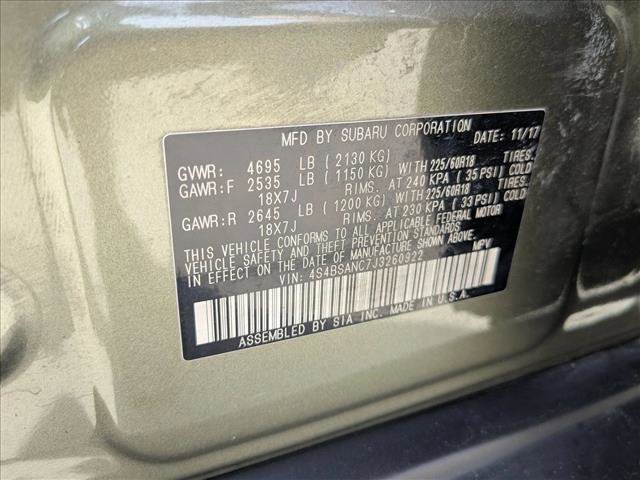 MFD BY SUBARU CORPORATION DATE: 11/17
GVWR: 4695 LB ( 2130 KG)
GAWR:F 2535 LB ( 1150 KG) WITH 225/60R18 TIRES.
18X7J RIMS. AT 240 KPA ( 35 PSI) COLD
GAWR:R 2645 LB ( 1200 KG) WITH 225/60R18 TIRES.
18X7J RIMS. AT 230 KPA ( 33 PSI) COLD
THIS VEHICLE CONFORMS TO ALL APPLICABLE FEDERAL MOTOR
VEHICLE SAFETY AND THEFT PREVENTION STANDARDS
IN EFFECT ON THE DATE OF MANUFACTURE SHOWN ABOVE.
VIN: 4S4BSANC7J3260922 MPV
ASSEMBLED BY SIA INC. MADE IN U.S.A.